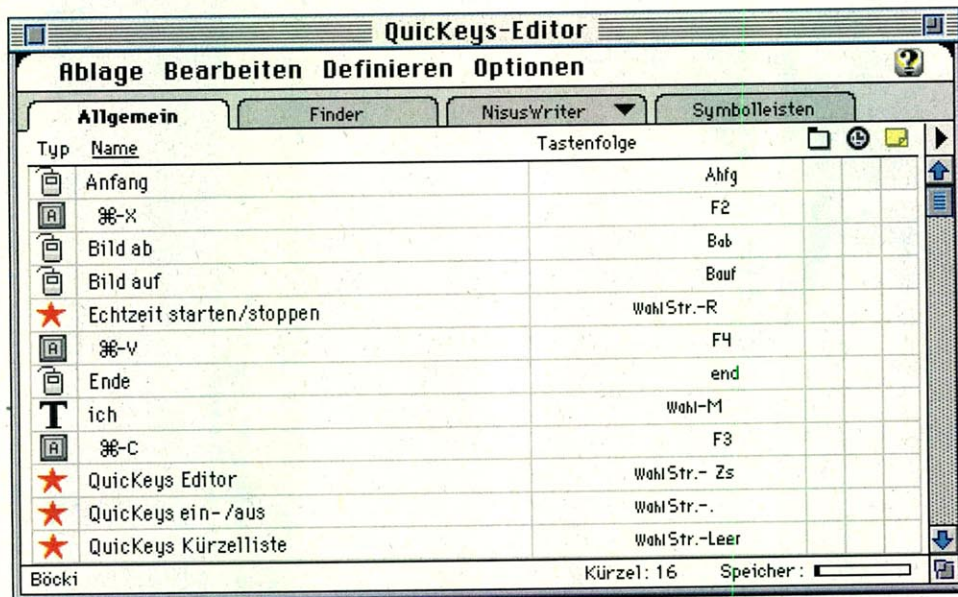 QuicKeys-Editor
Ablage Bearbeiten Definieren Optionen
Allgemein Finder NisusWriter Symbolleisten
Typ Name Tastenfolge
Anfang Ahfg
⌘-X F2
Bild ab Bab
Bild auf Bauf
Echtzeit starten/stoppen Wahl Str.-R
⌘-V F4
Ende end
ich Wahl-M
⌘-C F3
QuicKeys Editor Wahl Str.- Zs
QuicKeys ein-/aus Wahl Str.-.
QuicKeys Kürzelliste Wahl Str.-Leer
Böcki Kürzel: 16 Speicher: